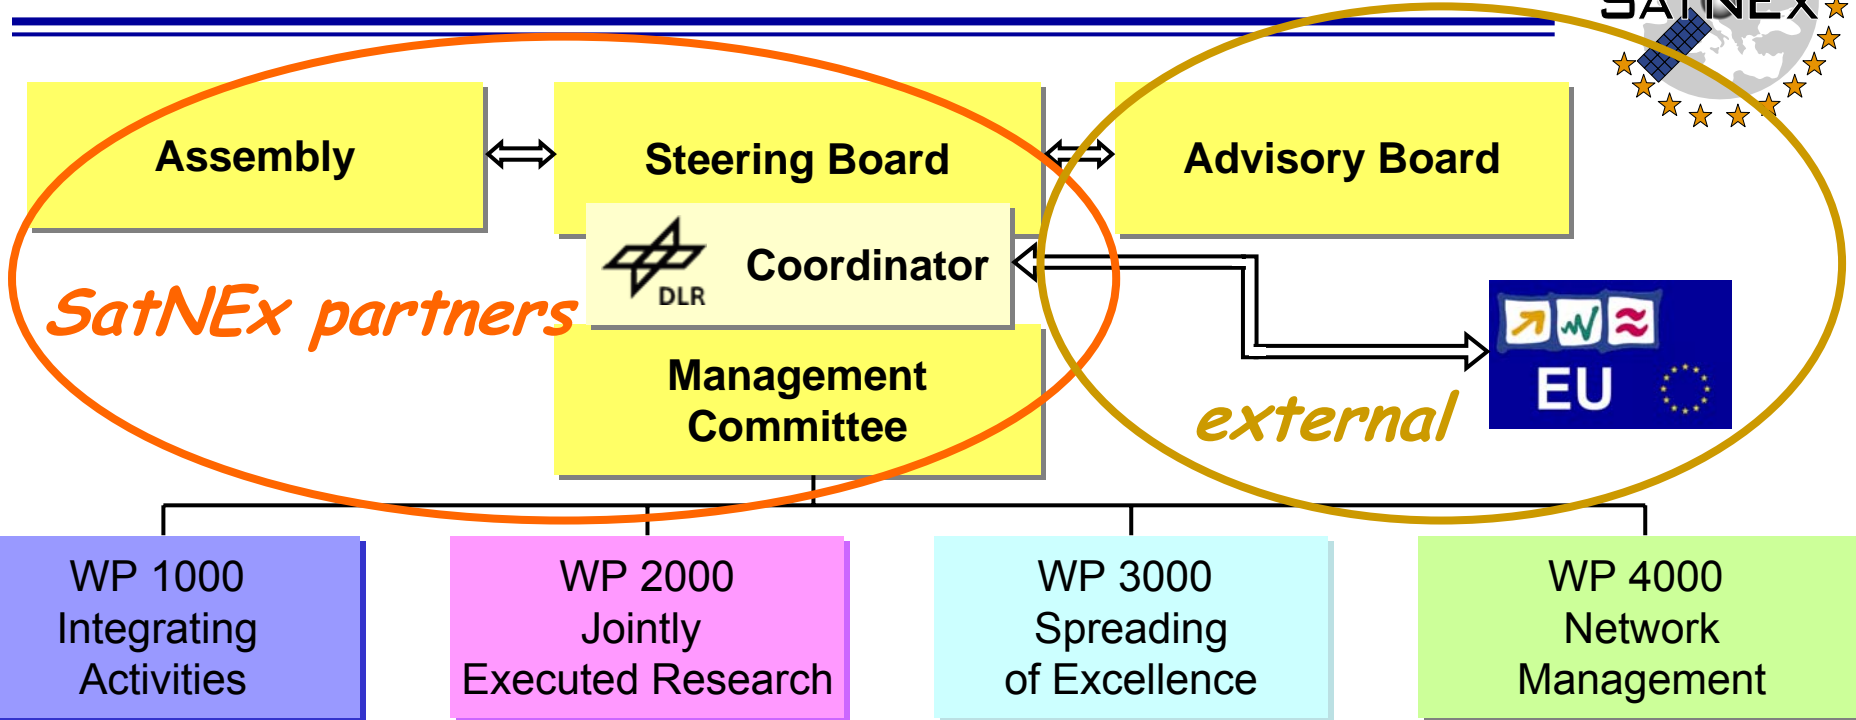 SATNEX
Assembly
Steering Board
Advisory Board
DLR
Coordinator
SatNEx partners
Management
Committee
external
EU
WP 1000
Integrating
Activities
WP 2000
Jointly
Executed Research
WP 3000
Spreading
of Excellence
WP 4000
Network
Management